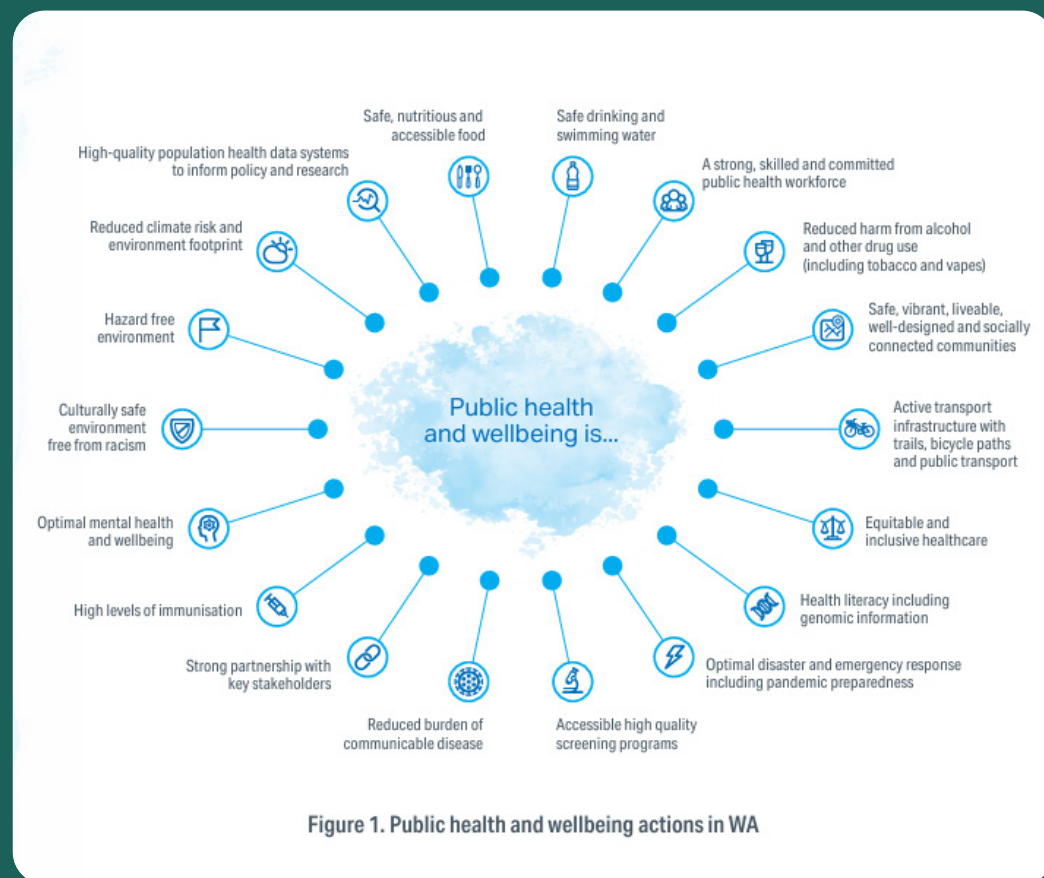 Safe, nutritious and
accessible food
Safe drinking and
swimming water
High-quality population health data systems
to inform policy and research
A strong, skilled and committed
public health workforce
Reduced climate risk and
environment footprint
Reduced harm from alcohol
and other drug use
(including tobacco and vapes)
Hazard free
environment
Safe, vibrant, liveable,
well-designed and socially
connected communities
Public health
and wellbeing is...
Culturally safe
environment
free from racism
Active transport
infrastructure with
trails, bicycle paths
and public transport
Optimal mental health
and wellbeing
Equitable and
inclusive healthcare
High levels of immunisation
Health literacy including
genomic information
Strong partnership with
key stakeholders
Optimal disaster and emergency response
including pandemic preparedness
Reduced burden of
communicable disease
Accessible high quality
screening programs
Figure 1. Public health and wellbeing actions in WA